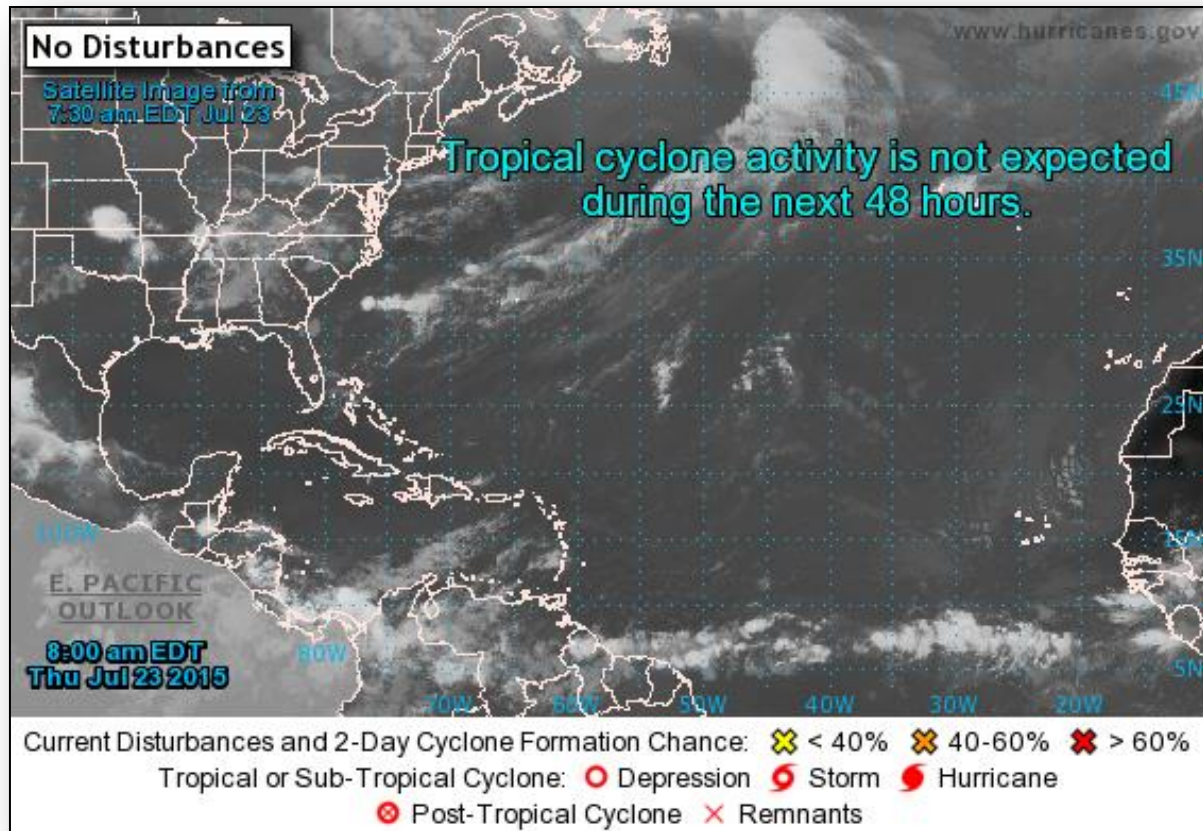 No Disturbances
www.hurricanes.gov
Satellite Image from
7:30 am EDT Jul 23
45N
Tropical cyclone activity is not expected
during the next 48 hours.
35N
25N
100W
15N
E. PACIFIC
OUTLOOK
8:00 am EDT
Thu Jul 23 2015
80W
5N
70W 60W 50W 40W 30W 20W
Current Disturbances and 2-Day Cyclone Formation Chance: < 40% 40-60% > 60%
Tropical or Sub-Tropical Cyclone: Depression Storm Hurricane
Post-Tropical Cyclone Remnants